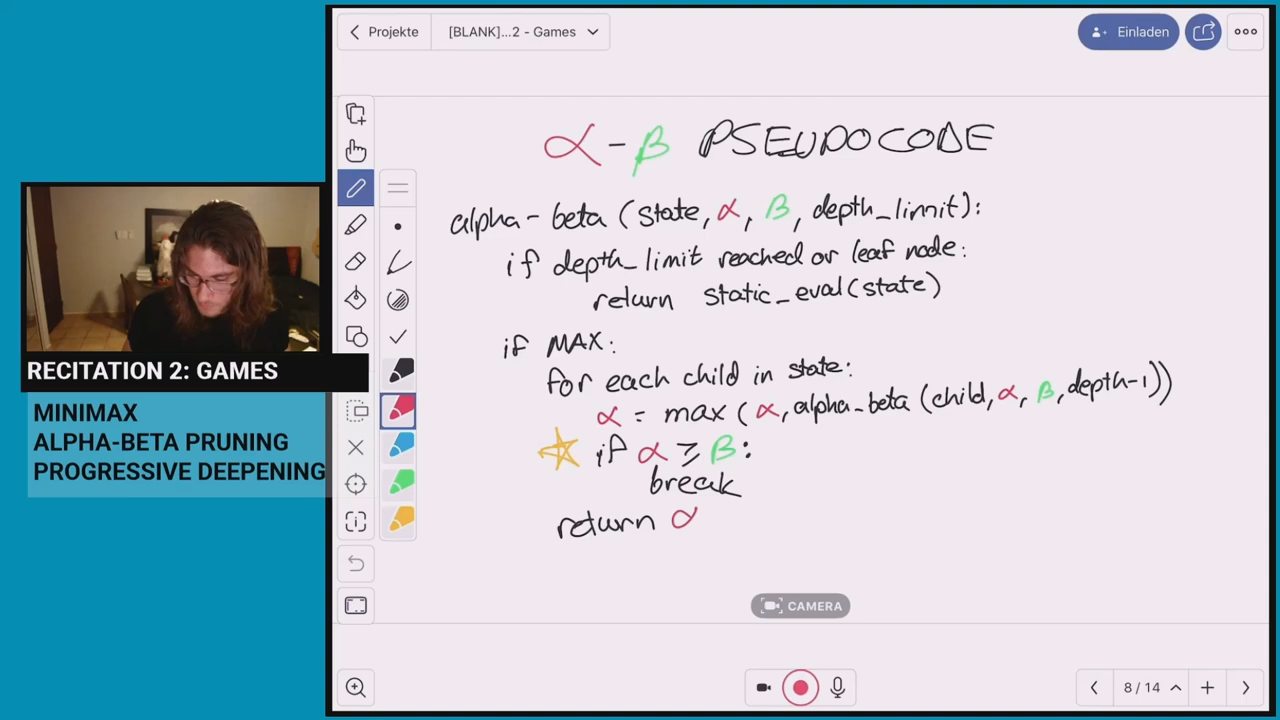 Projekte
[BLANK]...2 - Games
Einladen
α-β PSEUDOCODE
alpha-beta (state, α, β, depth_limit):
if depth_limit reached or leaf node:
return static_eval(state)
if MAX:
for each child in state:
α = max (α, alpha_beta (child, α, β, depth-1))
if α ≥ β:
break
return α
RECITATION 2: GAMES
MINIMAX
ALPHA-BETA PRUNING
PROGRESSIVE DEEPENING
CAMERA
8 / 14